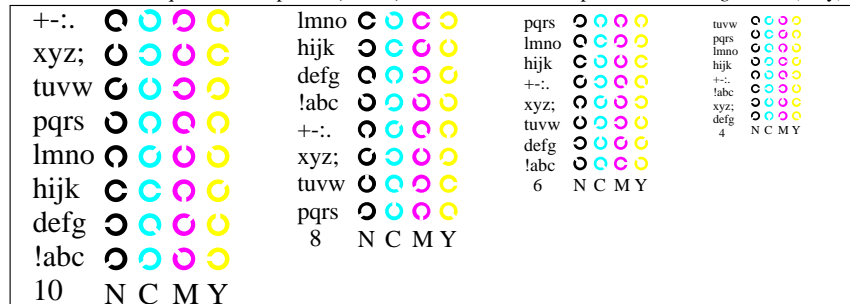 +-:.
xyz;
tuvw
pqrs
lmno
hijk
defg
!abc
10 N C M Y
lmno
hijk
defg
!abc
+-:.
xyz;
tuvw
pqrs
8 N C M Y
pqrs
lmno
hijk
+-:.
xyz;
tuvw
defg
!abc
6 N C M Y
tuvw
pqrs
lmno
hijk
+-:.
!abc
xyz;
defg
4 N C M Y